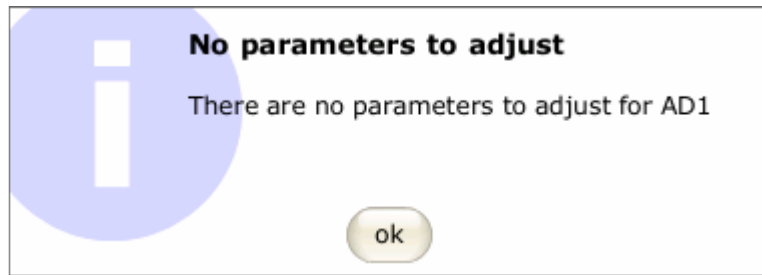 No parameters to adjust
There are no parameters to adjust for AD1
ok